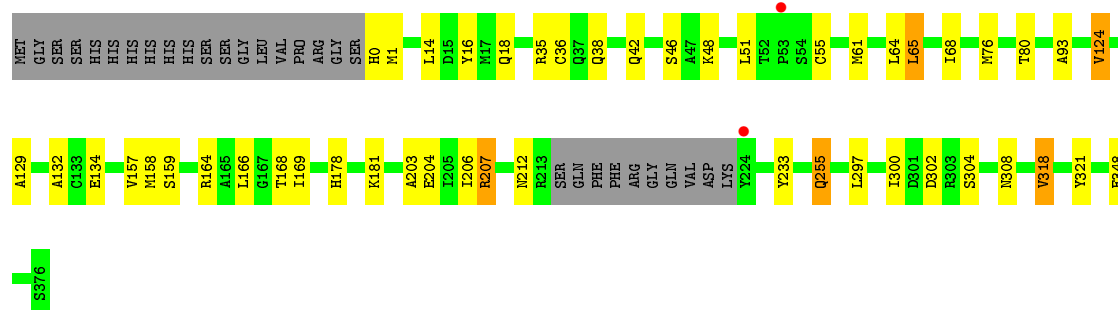 MET GLY SER SER HIS HIS HIS HIS HIS HIS SER SER GLY LEU VAL PRO ARG GLY SER H0 M1 L14 D15 Y16 M17 Q18 R35 C36 Q37 Q38 Q42 S46 A47 K48 L51 T52 P53 S54 C55 M61 L64 L65 I68 M76 T80 A93 V124
A129 A132 C133 E134 V157 M158 S159 R164 A165 L166 G167 T168 I169 H178 K181 A203 E204 I205 I206 R207 N212 R213 SER GLN PHE PHE ARG GLY GLN VAL ASP LYS Y224 Y233 Q255 L297 I300 D301 D302 R303 S304 N308 V318 Y321
S376